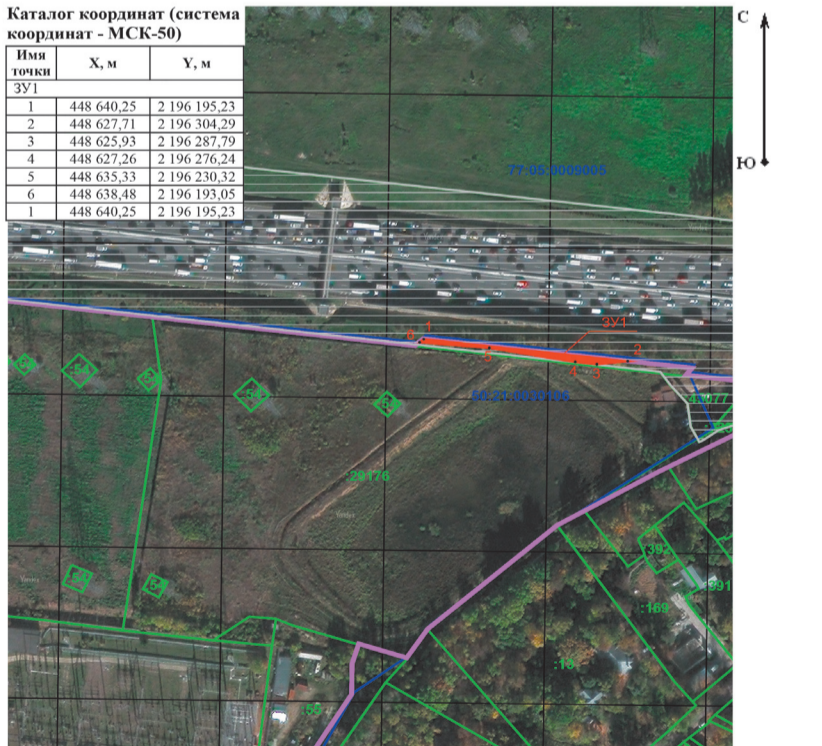 Каталог координат (система
координат - МСК-50)
Имя точки X, м Y, м
ЗУ1
1 448 640,25 2 196 195,23
2 448 627,71 2 196 304,29
3 448 625,93 2 196 287,79
4 448 627,26 2 196 276,24
5 448 635,33 2 196 230,32
6 448 638,48 2 196 193,05
1 448 640,25 2 196 195,23
С
Ю
77:05:0009005
ЗУ1
6 1
5
2
4 3
:54
:54
:29176
:392
:391
:169
:13
:55